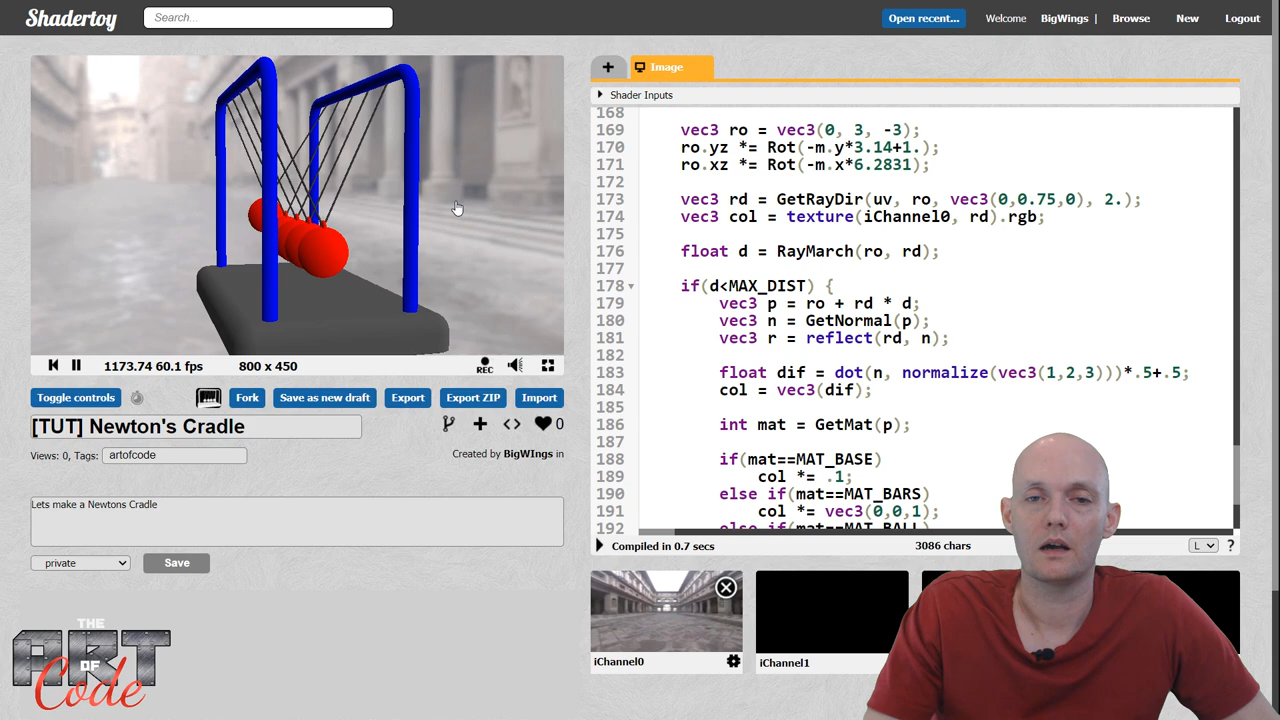 Shadertoy
Search...
Open recent...
Welcome
BigWings |
Browse
New
Logout
+
Image
Shader Inputs
168
169 vec3 ro = vec3(0, 3, -3);
170 ro.yz *= Rot(-m.y*3.14+1.);
171 ro.xz *= Rot(-m.x*6.2831);
172
173 vec3 rd = GetRayDir(uv, ro, vec3(0,0.75,0), 2.);
174 vec3 col = texture(iChannel0, rd).rgb;
175
176 float d = RayMarch(ro, rd);
177
178 if(d<MAX_DIST) {
179 vec3 p = ro + rd * d;
180 vec3 n = GetNormal(p);
181 vec3 r = reflect(rd, n);
182
183 float dif = dot(n, normalize(vec3(1,2,3)))*.5+.5;
184 col = vec3(dif);
185
186 int mat = GetMat(p);
187
188 if(mat==MAT_BASE)
189 col *= .1;
190 else if(mat==MAT_BARS)
191 col *= vec3(0,0,1);
192 else if(mat==MAT_BALL
1173.74 60.1 fps
800 x 450
REC
Toggle controls
Fork
Save as new draft
Export
Export ZIP
Import
[TUT] Newton's Cradle
0
Views: 0, Tags:
artofcode
Created by BigWIngs in
Lets make a Newtons Cradle
private
Save
Compiled in 0.7 secs
3086 chars
L
?
iChannel0
iChannel1
THE
ART
OF
Code